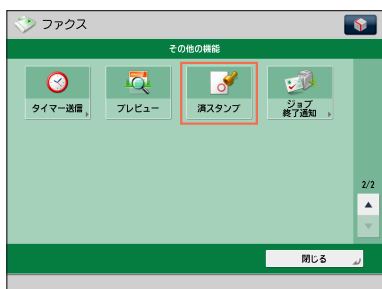 ファクス
その他の機能
タイマー送信
プレビュー
済スタンプ
ジョブ
終了通知
2/2
閉じる